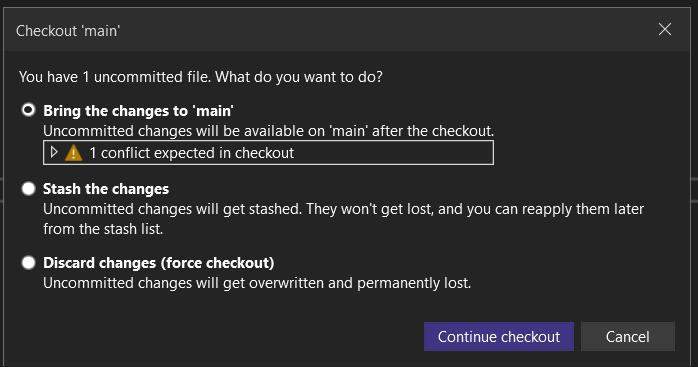 Checkout 'main'
You have 1 uncommitted file. What do you want to do?
Bring the changes to 'main'
Uncommitted changes will be available on 'main' after the checkout.
1 conflict expected in checkout
Stash the changes
Uncommitted changes will get stashed. They won't get lost, and you can reapply them later
from the stash list.
Discard changes (force checkout)
Uncommitted changes will get overwritten and permanently lost.
Continue checkout
Cancel